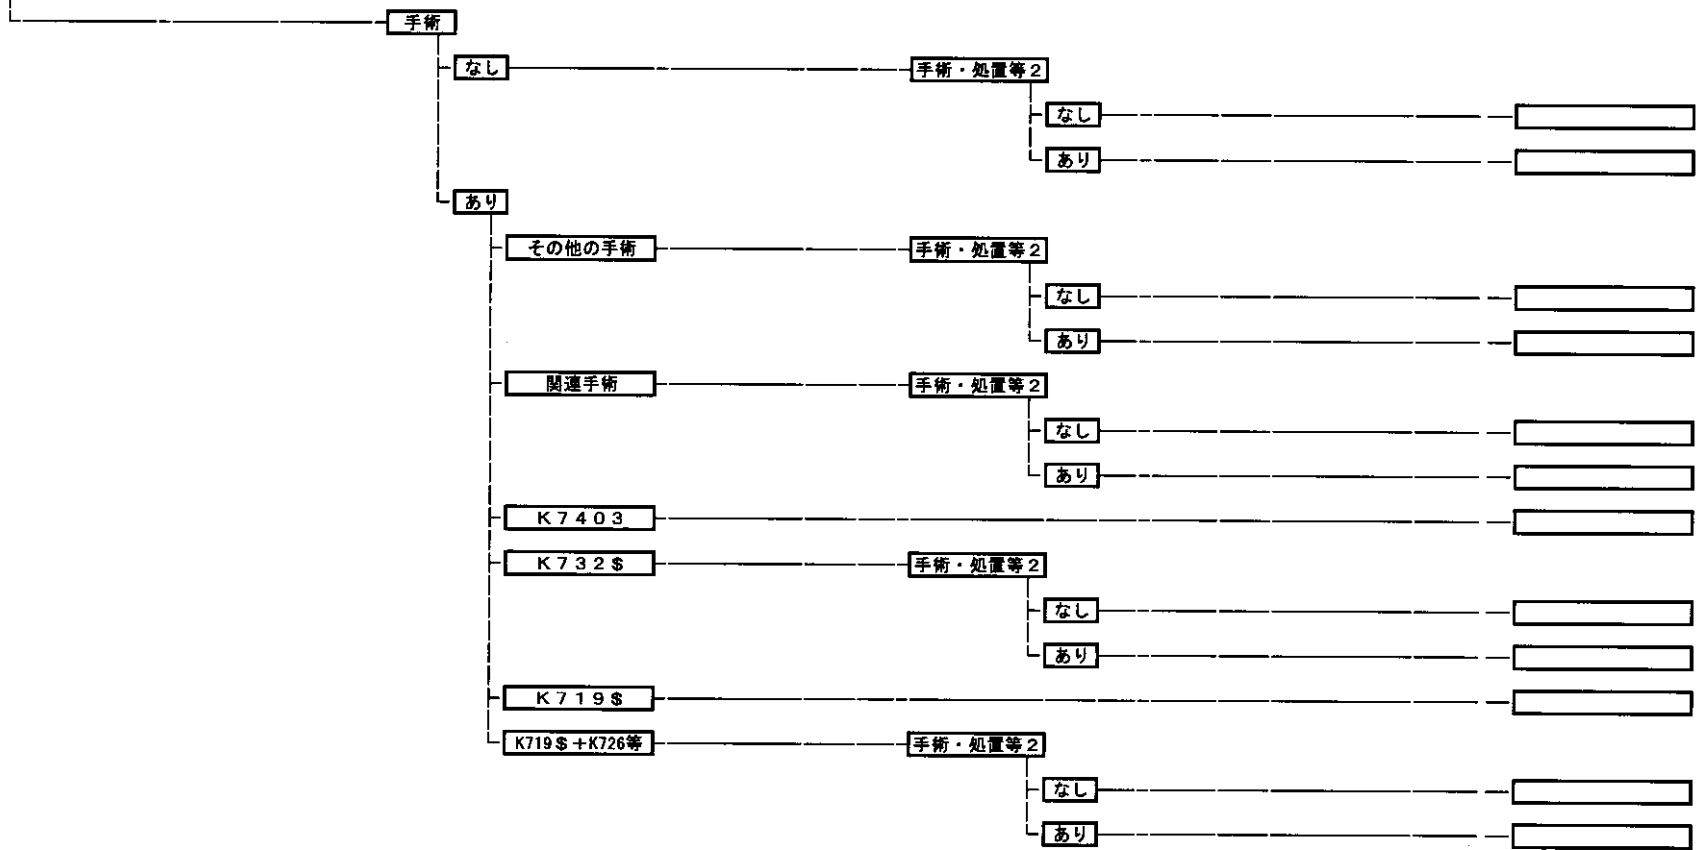 手術
なし
手術・処置等2
なし
あり
あり
その他の手術
手術・処置等2
なし
あり
関連手術
手術・処置等2
なし
あり
K7403
K732$
手術・処置等2
なし
あり
K719$
K719$+K726等
手術・処置等2
なし
あり